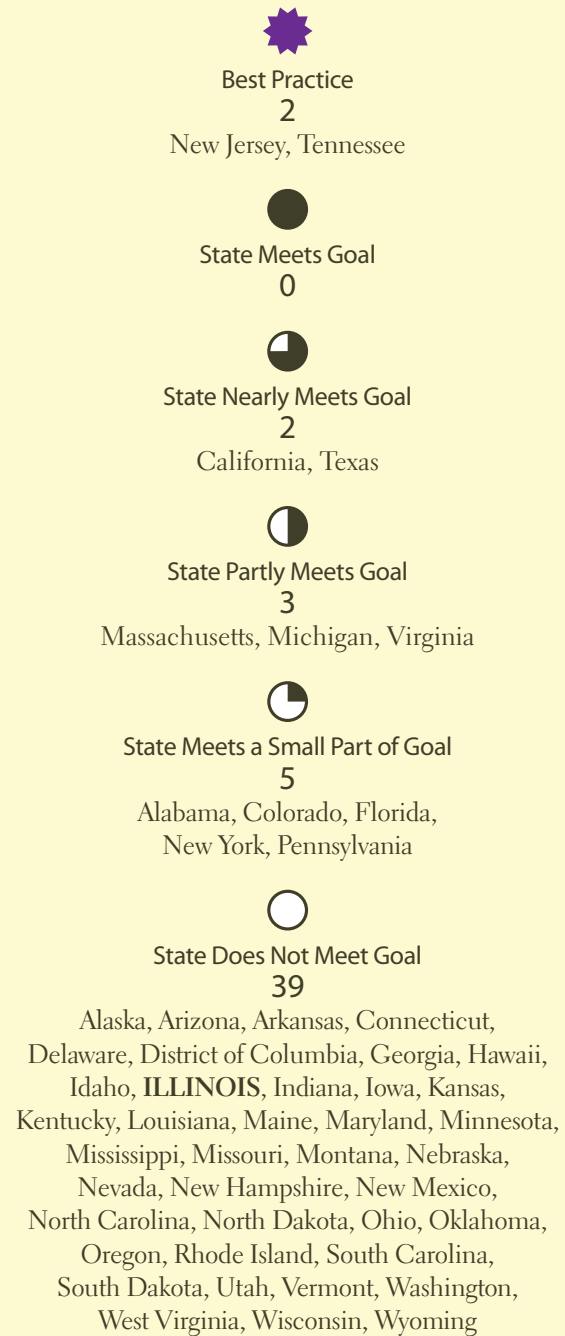 Best Practice
2
New Jersey, Tennessee
State Meets Goal
0
State Nearly Meets Goal
2
California, Texas
State Partly Meets Goal
3
Massachusetts, Michigan, Virginia
State Meets a Small Part of Goal
5
Alabama, Colorado, Florida,
New York, Pennsylvania
State Does Not Meet Goal
39
Alaska, Arizona, Arkansas, Connecticut,
Delaware, District of Columbia, Georgia, Hawaii,
Idaho, ILLINOIS, Indiana, Iowa, Kansas,
Kentucky, Louisiana, Maine, Maryland, Minnesota,
Mississippi, Missouri, Montana, Nebraska,
Nevada, New Hampshire, New Mexico,
North Carolina, North Dakota, Ohio, Oklahoma,
Oregon, Rhode Island, South Carolina,
South Dakota, Utah, Vermont, Washington,
West Virginia, Wisconsin, Wyoming